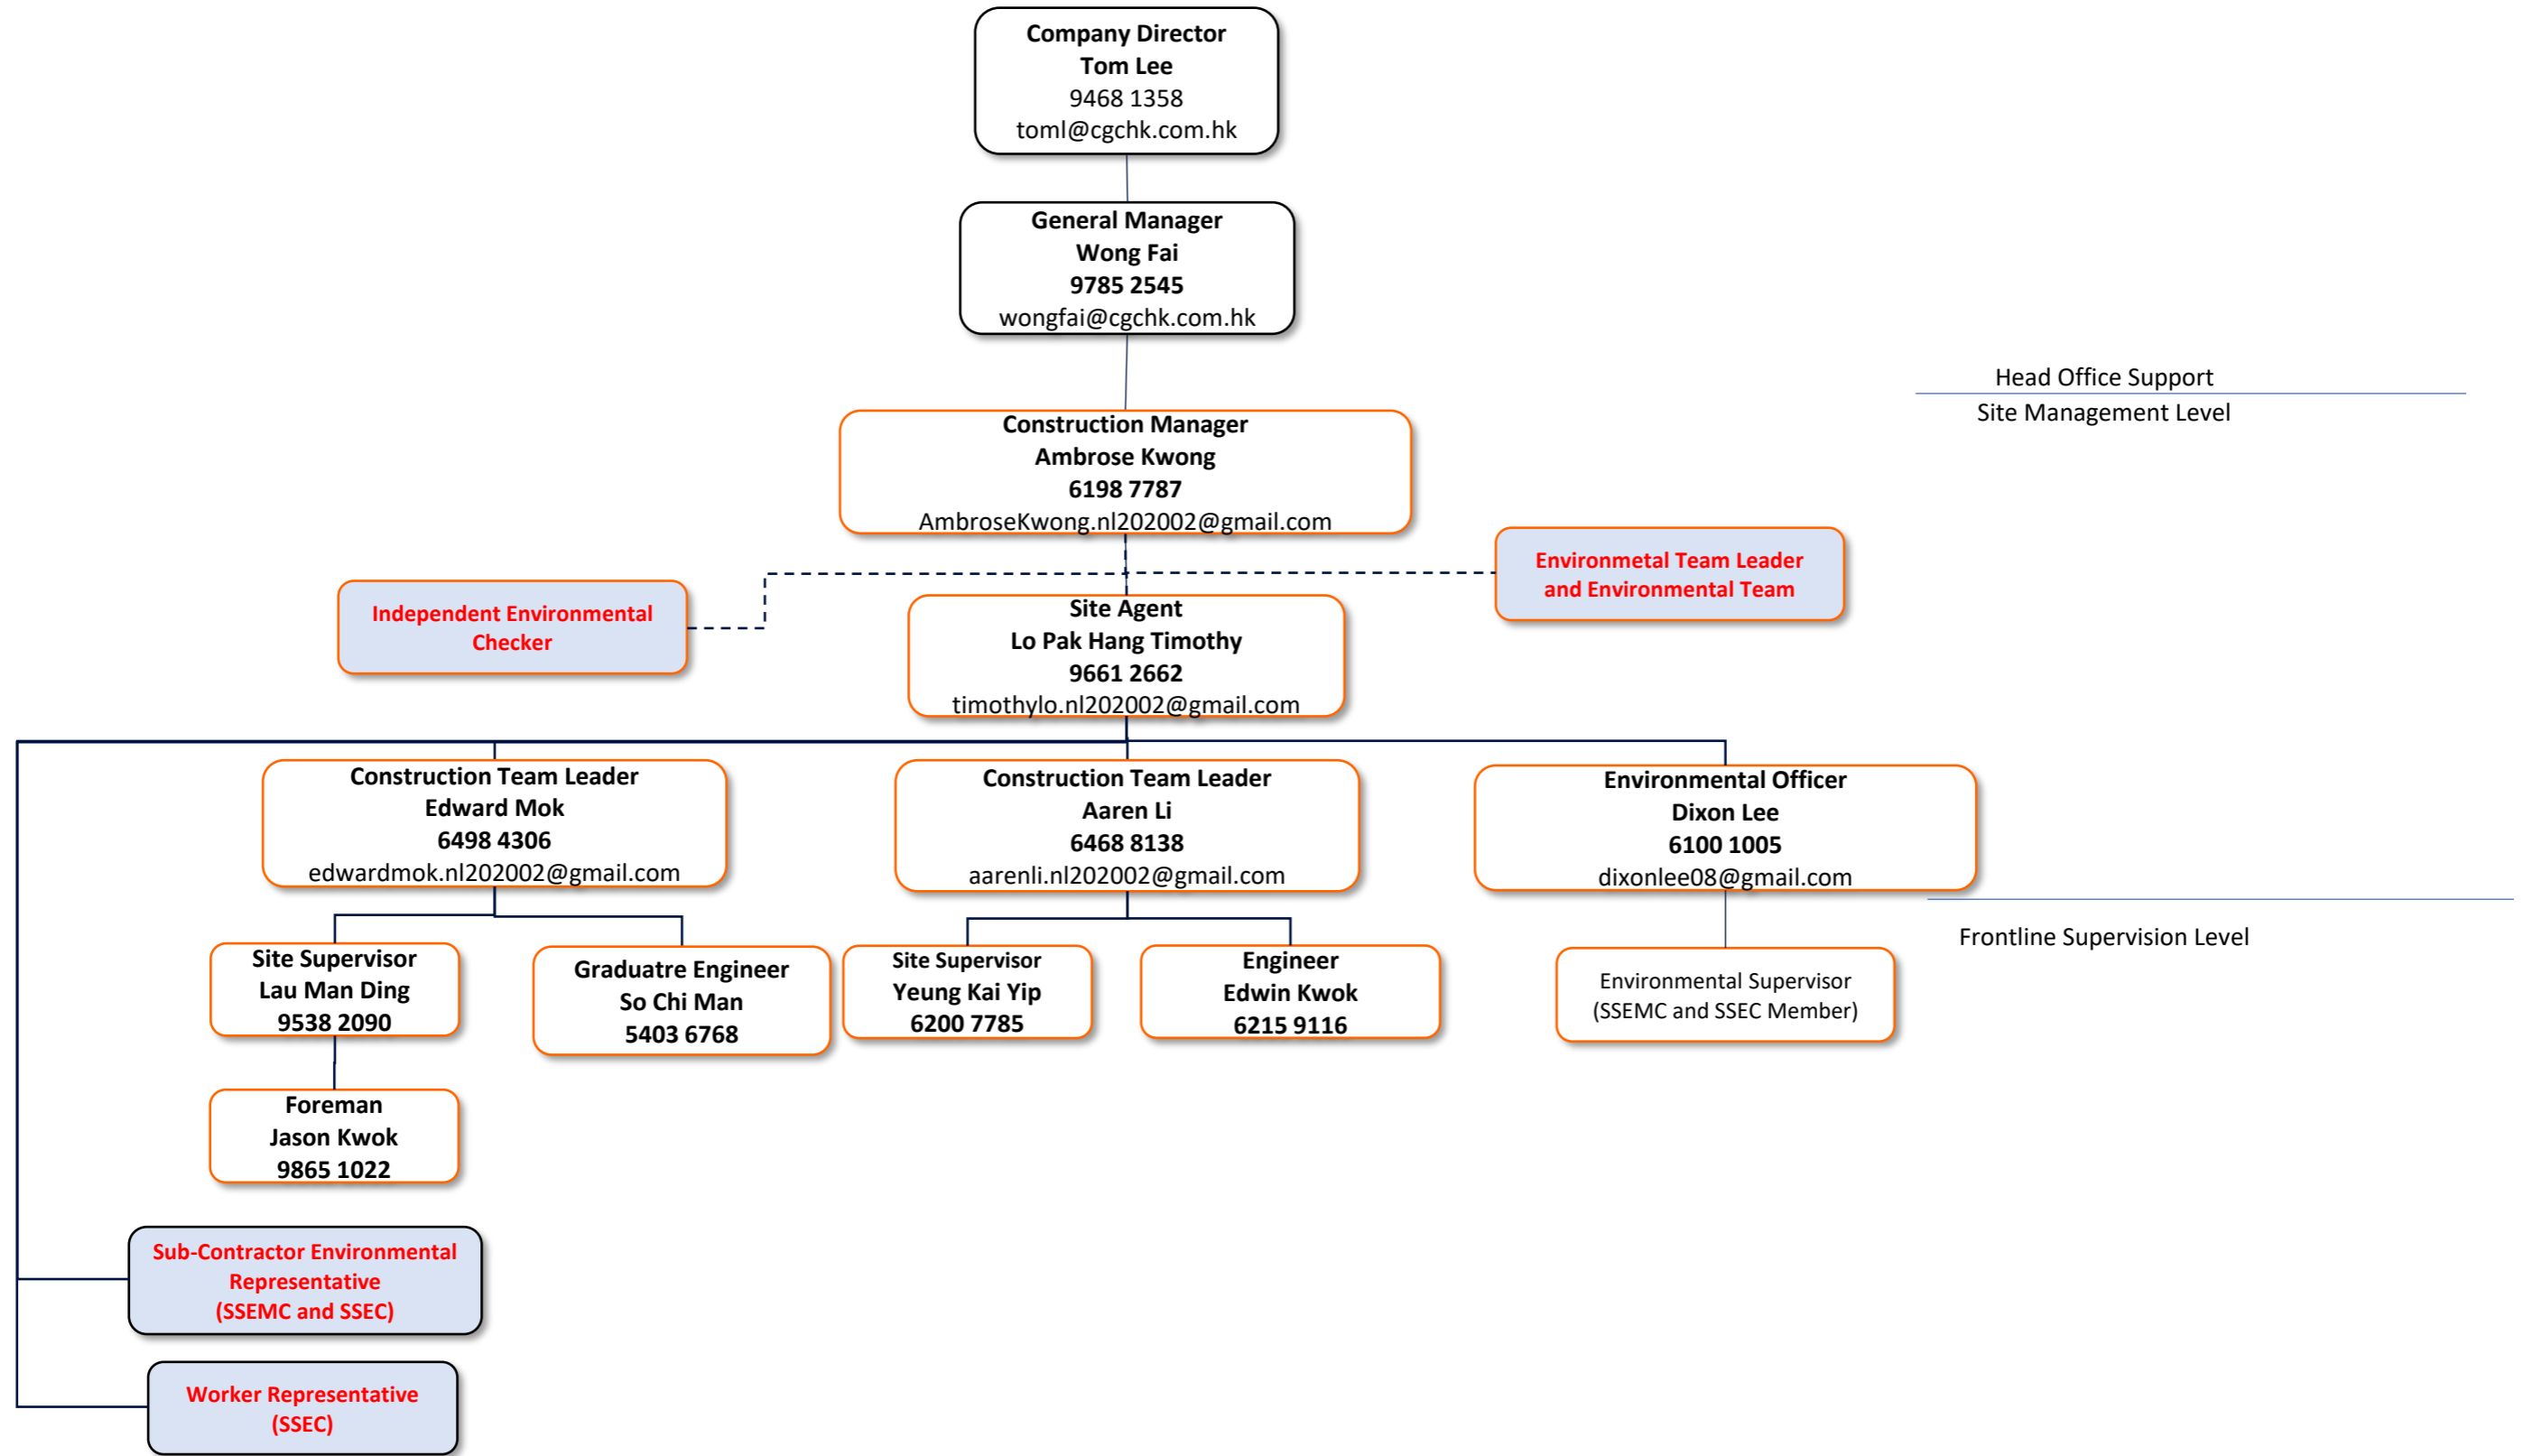 Company Director
Tom Lee
9468 1358
toml@cgchk.com.hk
General Manager
Wong Fai
9785 2545
wongfai@cgchk.com.hk
Head Office Support
Site Management Level
Construction Manager
Ambrose Kwong
6198 7787
AmbroseKwong.nl202002@gmail.com
Environmetal Team Leader
and Environmental Team
Independent Environmental
Checker
Site Agent
Lo Pak Hang Timothy
9661 2662
timothylo.nl202002@gmail.com
Construction Team Leader
Edward Mok
6498 4306
edwardmok.nl202002@gmail.com
Construction Team Leader
Aaren Li
6468 8138
aarenli.nl202002@gmail.com
Environmental Officer
Dixon Lee
6100 1005
dixonlee08@gmail.com
Frontline Supervision Level
Site Supervisor
Lau Man Ding
9538 2090
Graduatre Engineer
So Chi Man
5403 6768
Site Supervisor
Yeung Kai Yip
6200 7785
Engineer
Edwin Kwok
6215 9116
Environmental Supervisor
(SSEMC and SSEC Member)
Foreman
Jason Kwok
9865 1022
Sub-Contractor Environmental
Representative
(SSEMC and SSEC)
Worker Representative
(SSEC)